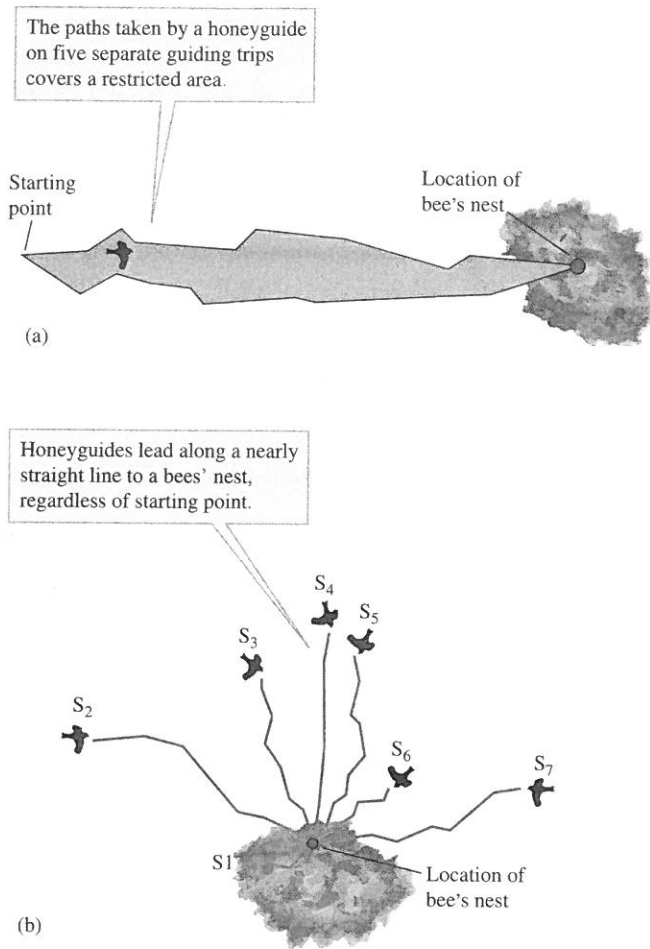 The paths taken by a honeyguide
on five separate guiding trips
covers a restricted area.
Starting
point
Location of
bee's nest
(a)
Honeyguides lead along a nearly
straight line to a bees' nest,
regardless of starting point.
S4
S5
S3
S2
S6
S7
S1
Location of
bee's nest
(b)